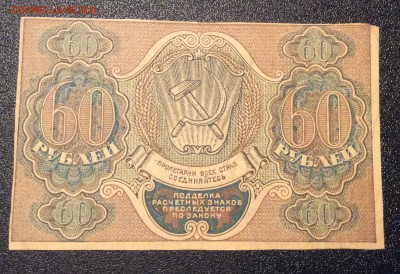 60 60
60 60
РУБЛЕЙ РУБЛЕЙ
ПРОЛЕТАРИИ ВСЕХ СТРАН
СОЕДИНЯЙТЕСЬ
ПОДДЕЛКА
РАСЧЕТНЫХ ЗНАКОВ
ПРЕСЛЕДУЕТСЯ
ПО ЗАКОНУ
60 60